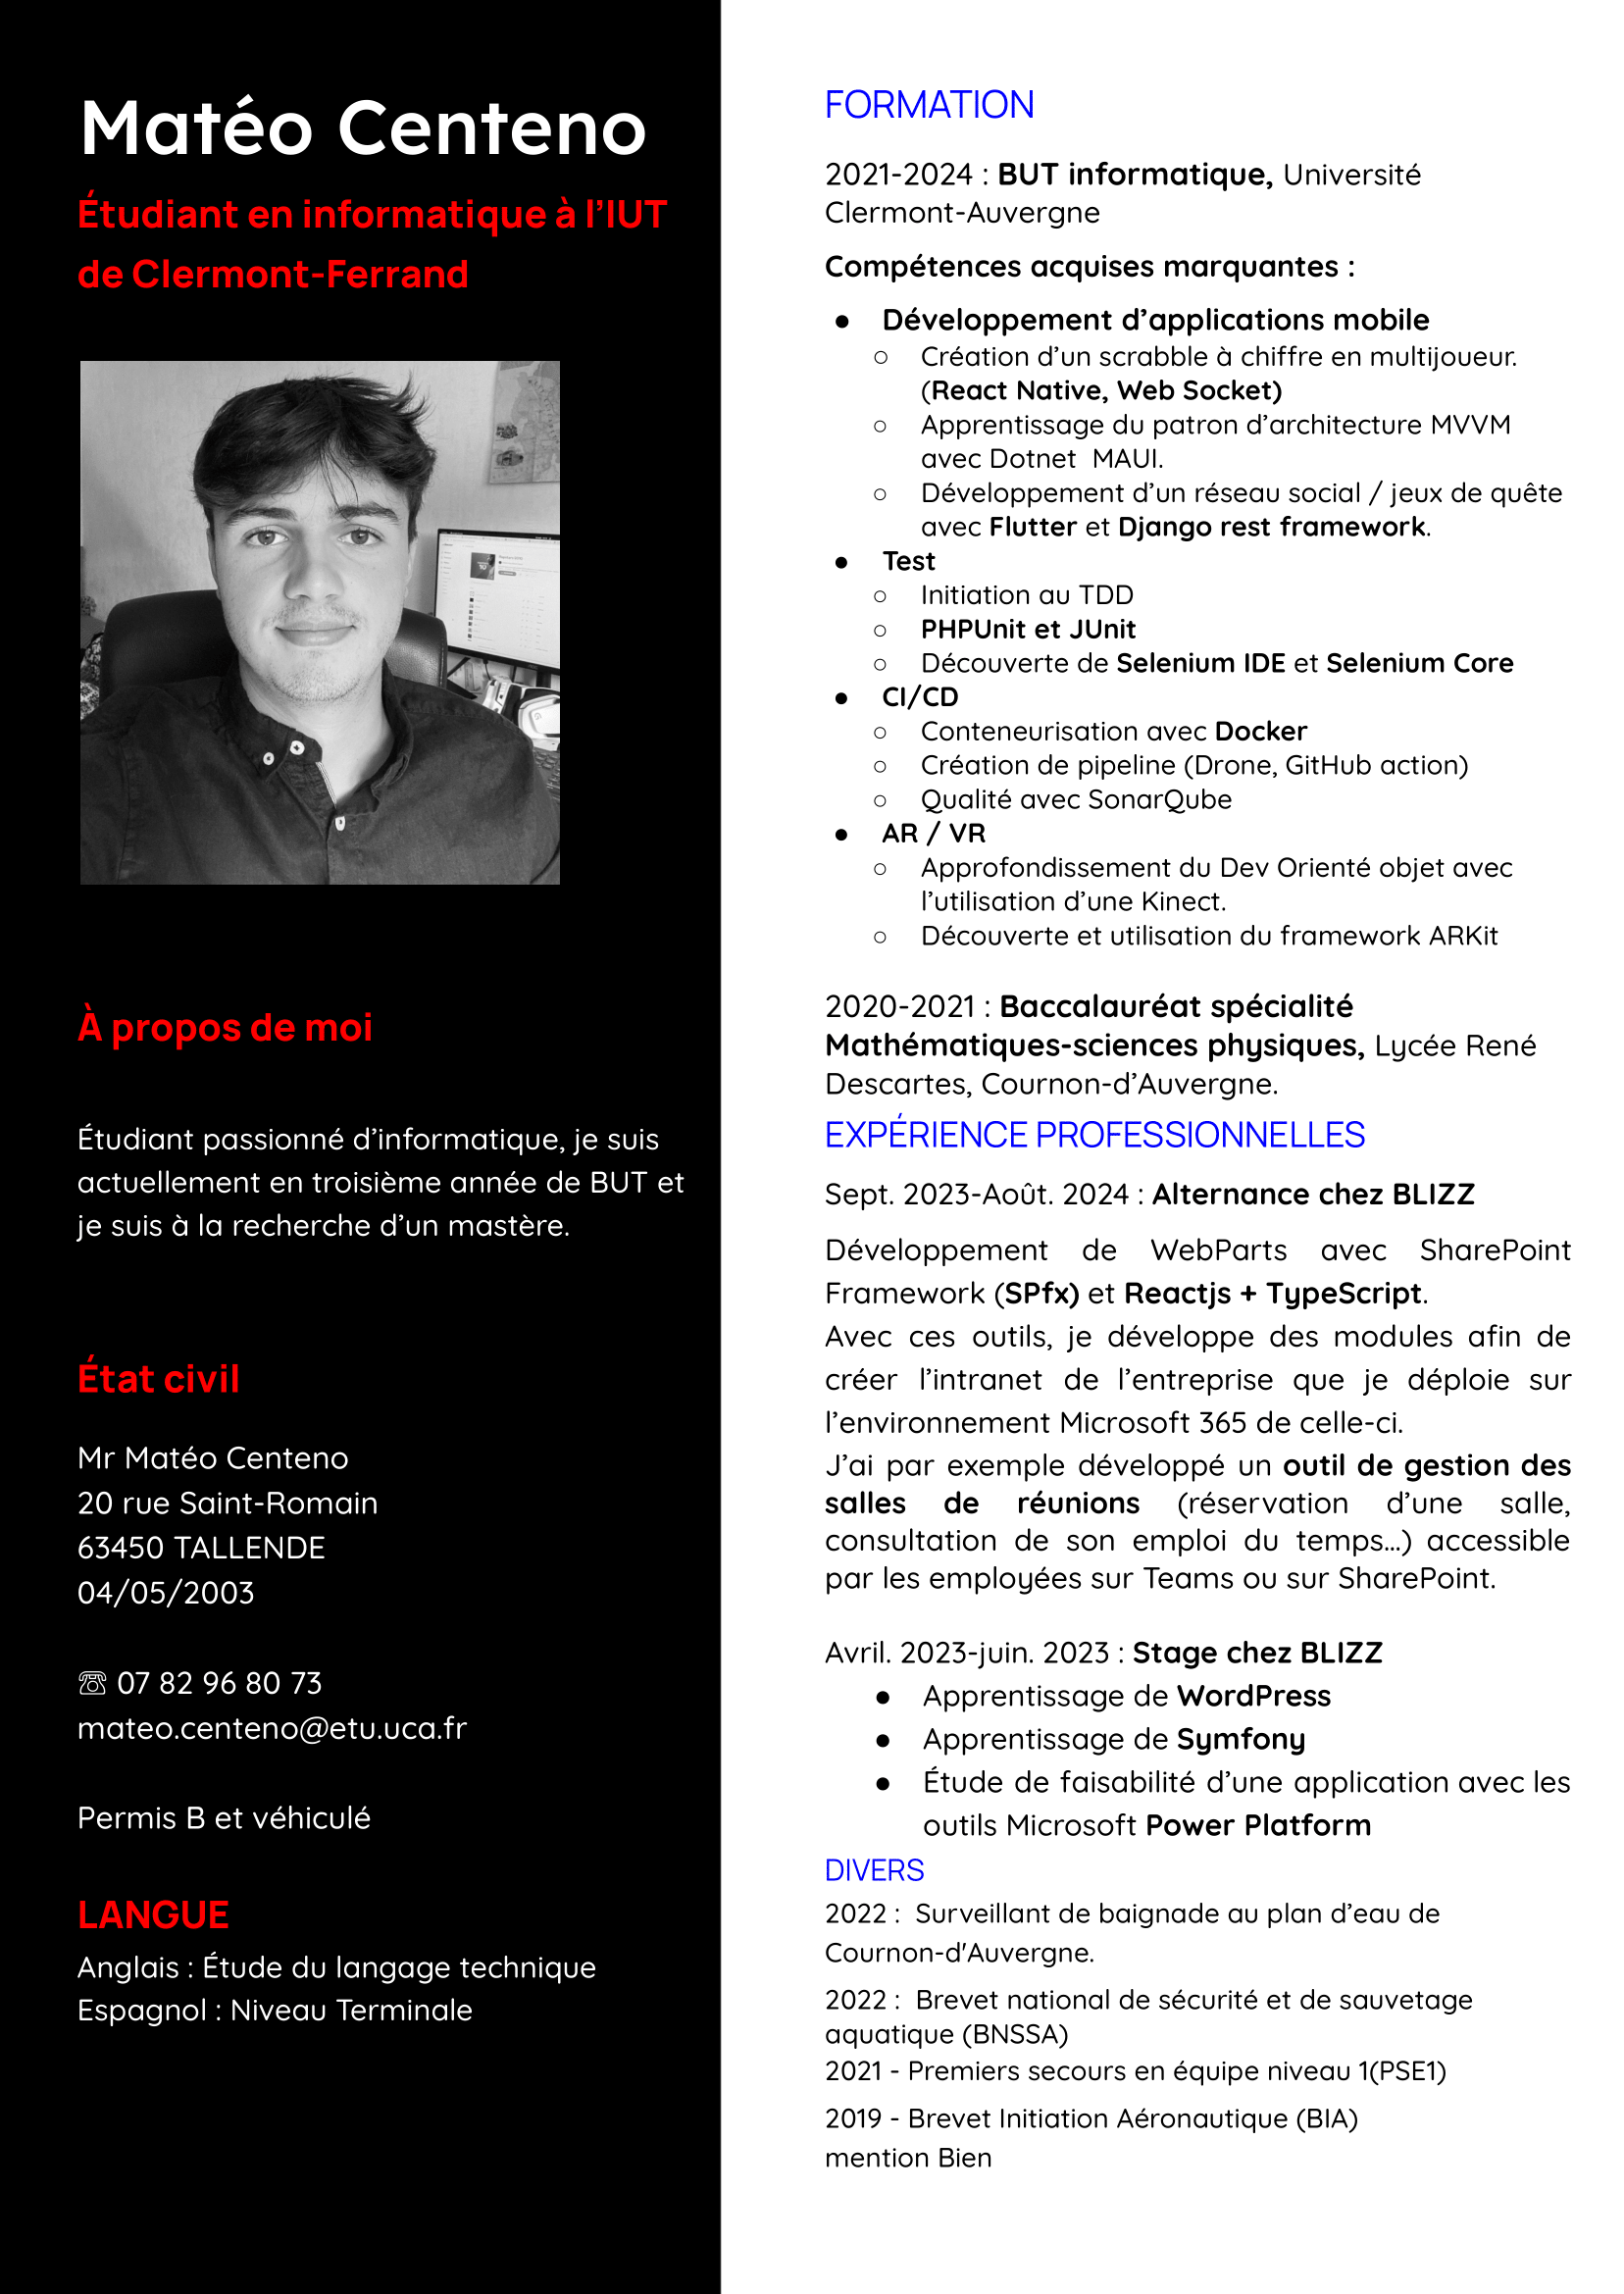 Matéo Centeno
Étudiant en informatique à l’IUT
de Clermont-Ferrand
À propos de moi
Étudiant passionné d’informatique, je suis
actuellement en troisième année de BUT et
je suis à la recherche d’un mastère.
État civil
Mr Matéo Centeno
20 rue Saint-Romain
63450 TALLENDE
04/05/2003
☏ 07 82 96 80 73
mateo.centeno@etu.uca.fr
Permis B et véhiculé
LANGUE
Anglais : Étude du langage technique
Espagnol : Niveau Terminale
FORMATION
2021-2024 : BUT informatique, Université
Clermont-Auvergne
Compétences acquises marquantes :
● Développement d’applications mobile
○ Création d’un scrabble à chiffre en multijoueur.
(React Native, Web Socket)
○ Apprentissage du patron d’architecture MVVM
avec Dotnet  MAUI.
○ Développement d’un réseau social / jeux de quête
avec Flutter et Django rest framework.
● Test
○ Initiation au TDD
○ PHPUnit et JUnit
○ Découverte de Selenium IDE et Selenium Core
● CI/CD
○ Conteneurisation avec Docker
○ Création de pipeline (Drone, GitHub action)
○ Qualité avec SonarQube
● AR / VR
○ Approfondissement du Dev Orienté objet avec
l’utilisation d’une Kinect.
○ Découverte et utilisation du framework ARKit
2020-2021 : Baccalauréat spécialité
Mathématiques-sciences physiques, Lycée René
Descartes, Cournon-d’Auvergne.
EXPÉRIENCE PROFESSIONNELLES
Sept. 2023-Août. 2024 : Alternance chez BLIZZ
Développement de WebParts avec SharePoint
Framework (SPfx) et Reactjs + TypeScript.
Avec ces outils, je développe des modules afin de
créer l’intranet de l’entreprise que je déploie sur
l’environnement Microsoft 365 de celle-ci.
J’ai par exemple développé un outil de gestion des
salles de réunions (réservation d’une salle,
consultation de son emploi du temps...) accessible
par les employées sur Teams ou sur SharePoint.
Avril. 2023-juin. 2023 : Stage chez BLIZZ
● Apprentissage de WordPress
● Apprentissage de Symfony
● Étude de faisabilité d’une application avec les
outils Microsoft Power Platform
DIVERS
2022 :  Surveillant de baignade au plan d’eau de
Cournon-d'Auvergne.
2022 :  Brevet national de sécurité et de sauvetage
aquatique (BNSSA)
2021 - Premiers secours en équipe niveau 1(PSE1)
2019 - Brevet Initiation Aéronautique (BIA)
mention Bien